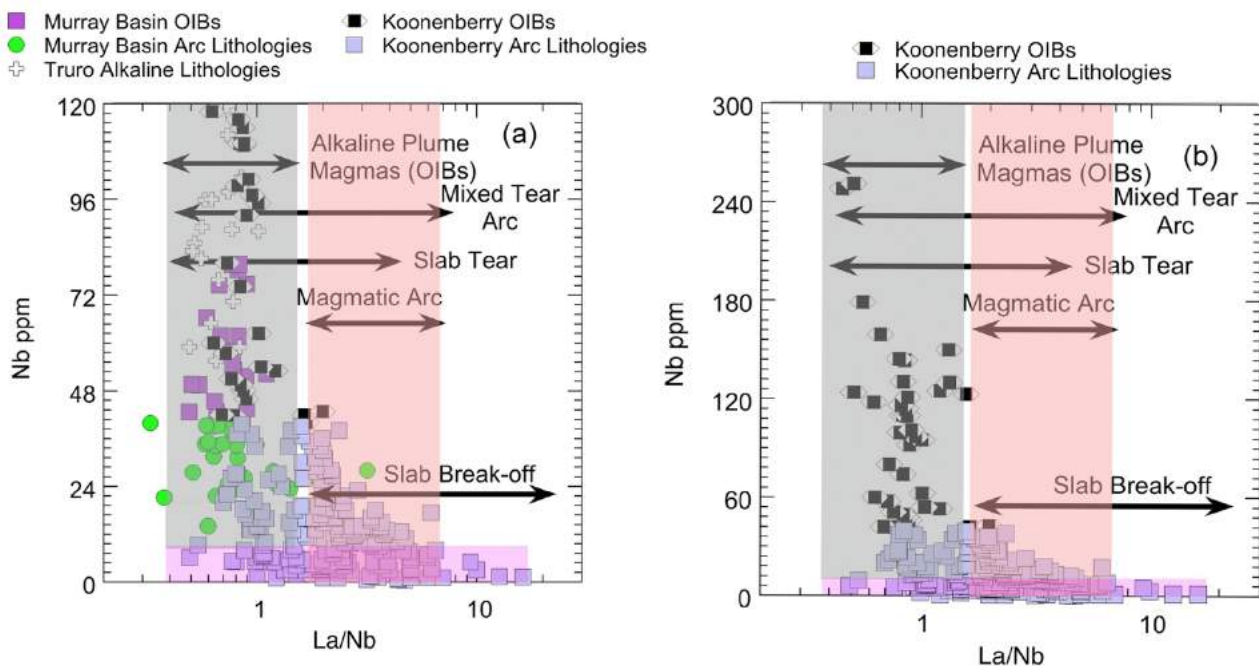 Murray Basin OIBs
Murray Basin Arc Lithologies
Truro Alkaline Lithologies
Koonenberry OIBs
Koonenberry Arc Lithologies
120
96
72
48
24
0
Nb ppm
(a)
Alkaline Plume
Magmas (OIBs)
Mixed Tear
Arc
Slab Tear
Magmatic Arc
Slab Break-off
1
10
La/Nb
Koonenberry OIBs
Koonenberry Arc Lithologies
300
240
180
120
60
0
Nb ppm
(b)
Alkaline Plume
Magmas (OIBs)
Mixed Tear
Arc
Slab Tear
Magmatic Arc
Slab Break-off
1
10
La/Nb